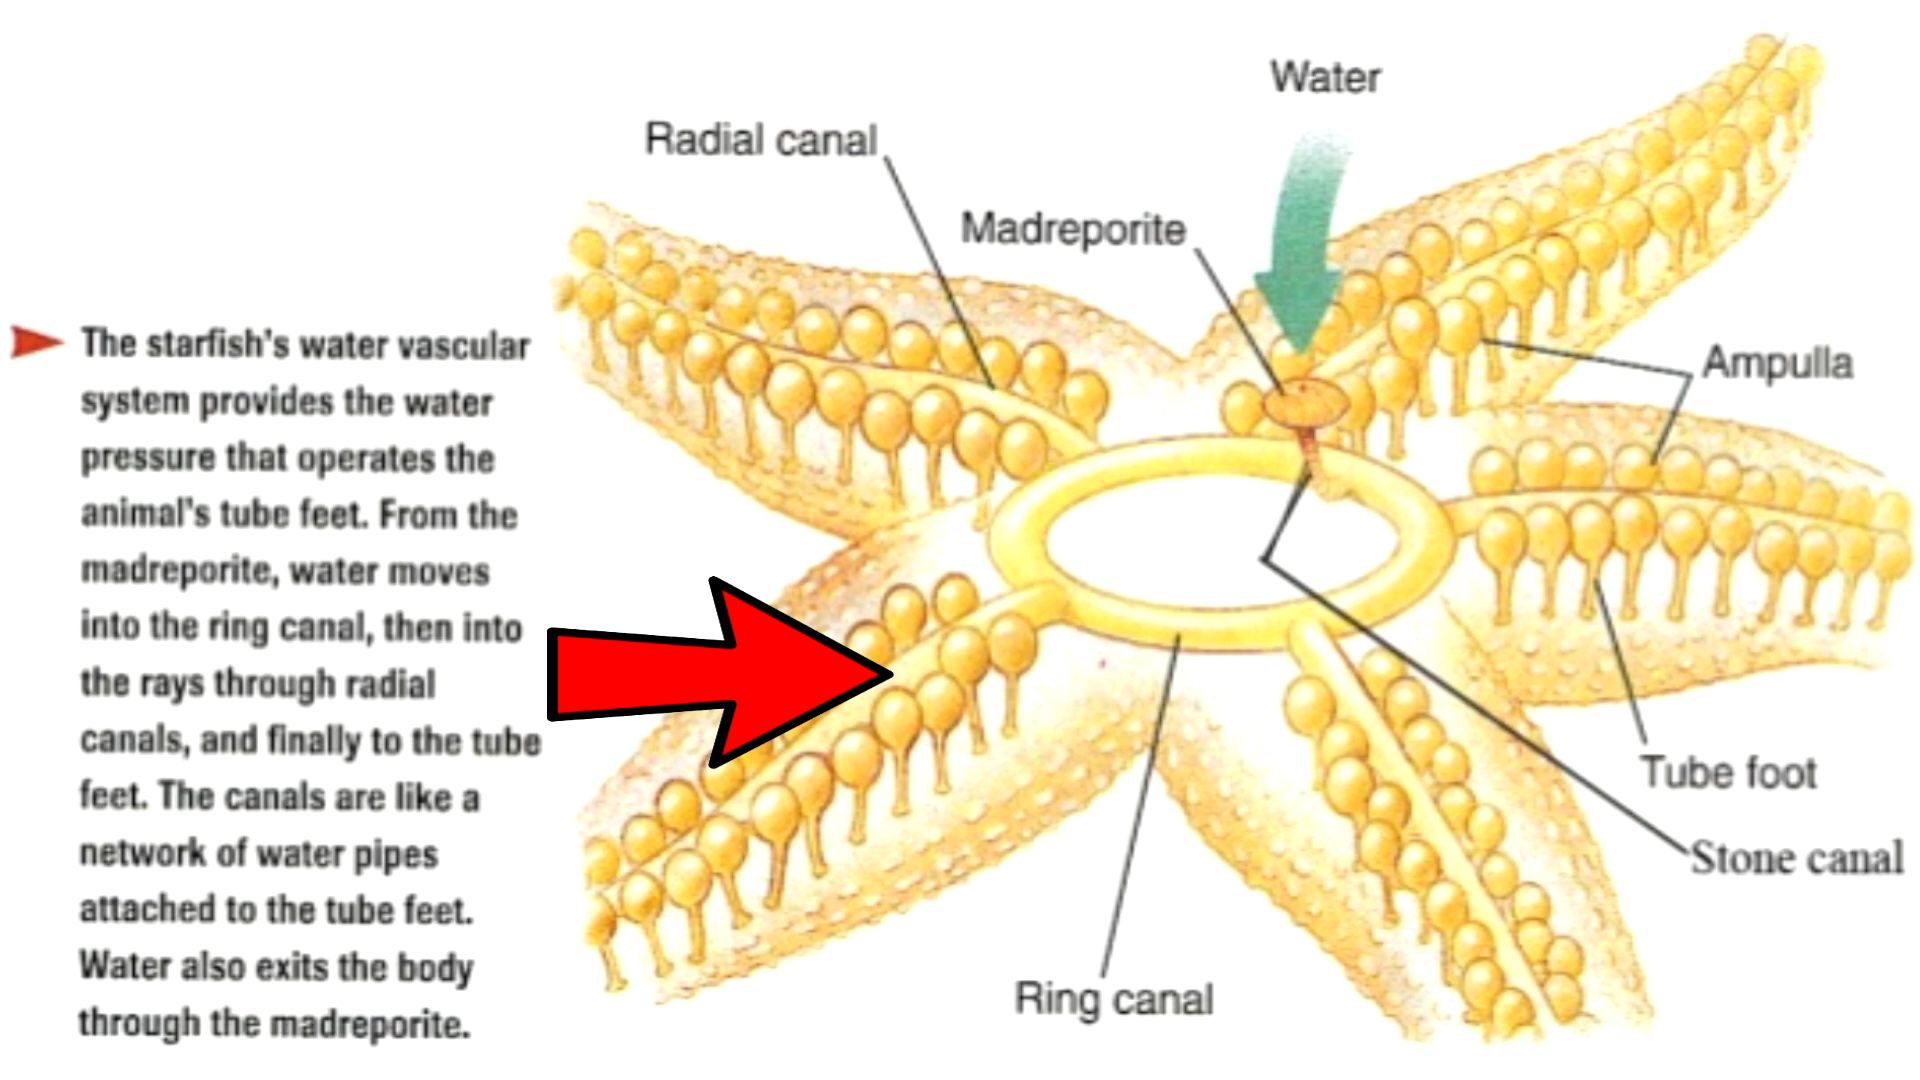 Water
Radial canal
Madreporite
The starfish's water vascular
system provides the water
pressure that operates the
animal's tube feet. From the
madreporite, water moves
into the ring canal, then into
the rays through radial
canals, and finally to the tube
feet. The canals are like a
network of water pipes
attached to the tube feet.
Water also exits the body
through the madreporite.
Ampulla
Tube foot
Stone canal
Ring canal